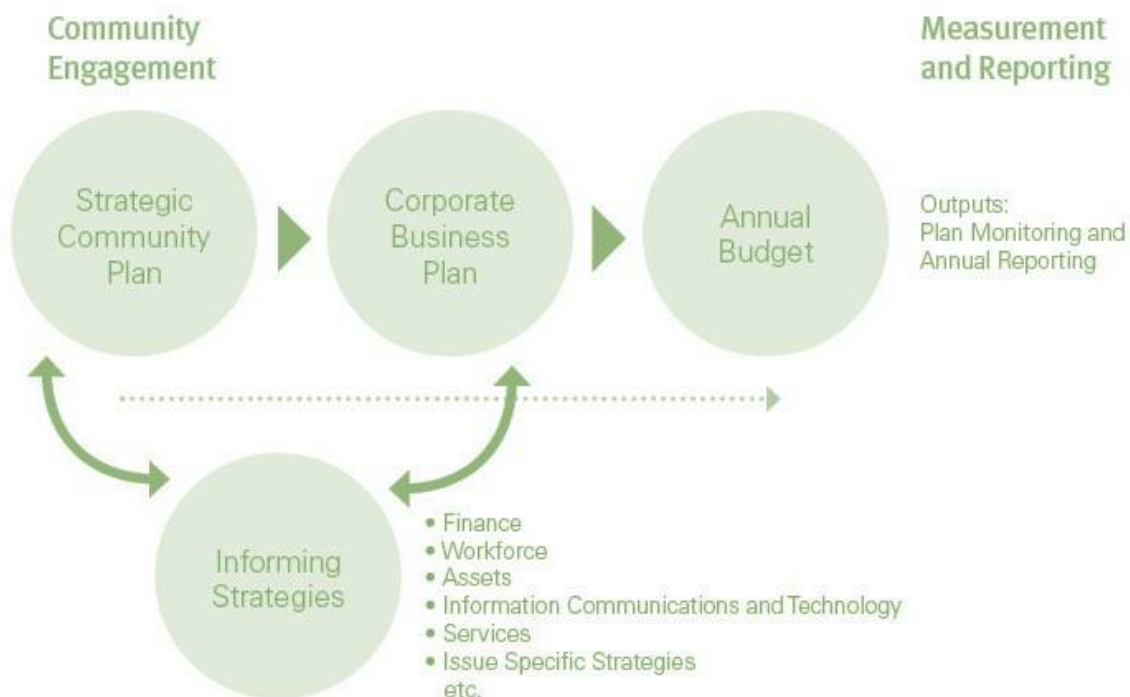 Community
Engagement
Measurement
and Reporting
Strategic
Community
Plan
Corporate
Business
Plan
Annual
Budget
Outputs:
Plan Monitoring and
Annual Reporting
Informing
Strategies
• Finance
• Workforce
• Assets
• Information Communications and Technology
• Services
• Issue Specific Strategies
etc.